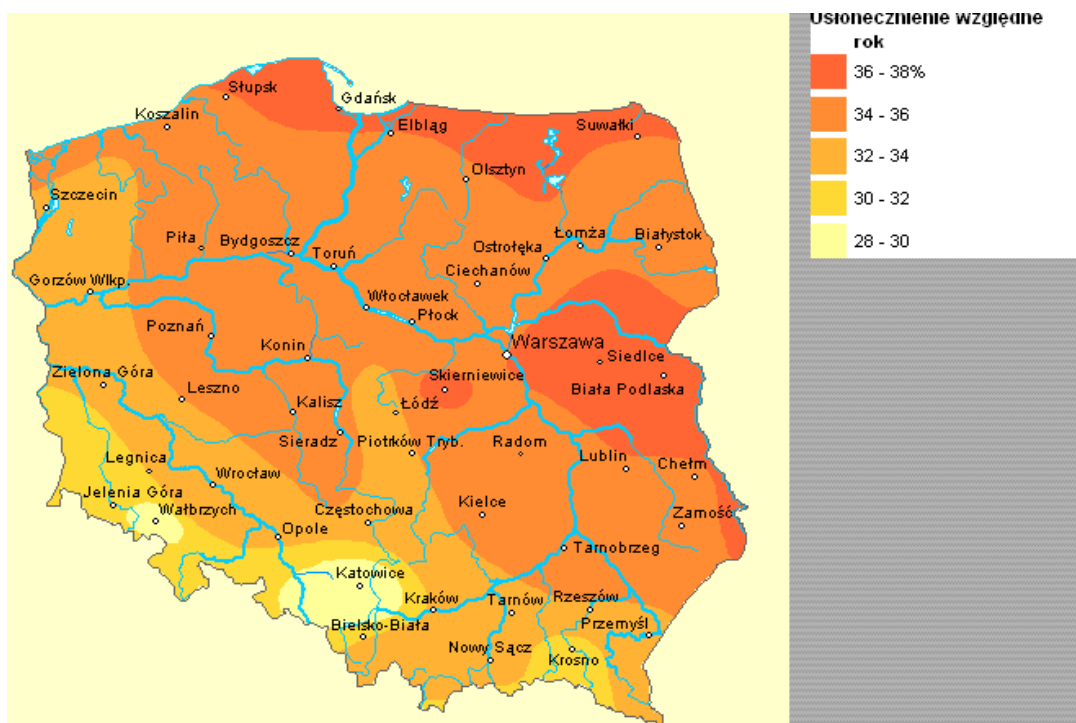 Usłonecznienie względne
rok
36 - 38%
34 - 36
32 - 34
30 - 32
28 - 30
Słupsk
Gdańsk
Koszalin
Elbląg
Suwałki
Olsztyn
Szczecin
Piła
Bydgoszcz
Toruń
Ostrołęka
Łomża
Białystok
Ciechanów
Gorzów Wlkp.
Włocławek
Płock
Poznań
Konin
Warszawa
Siedlce
Zielona Góra
Leszno
Skierniewice
Biała Podlaska
Kalisz
Łódź
Sieradz
Piotrków Tryb.
Radom
Lublin
Chełm
Legnica
Wrocław
Jelenia Góra
Wałbrzych
Kielce
Zamość
Częstochowa
Opole
Tarnobrzeg
Katowice
Kraków
Tarnów
Rzeszów
Bielsko-Biała
Przemyśl
Nowy Sącz
Krosno